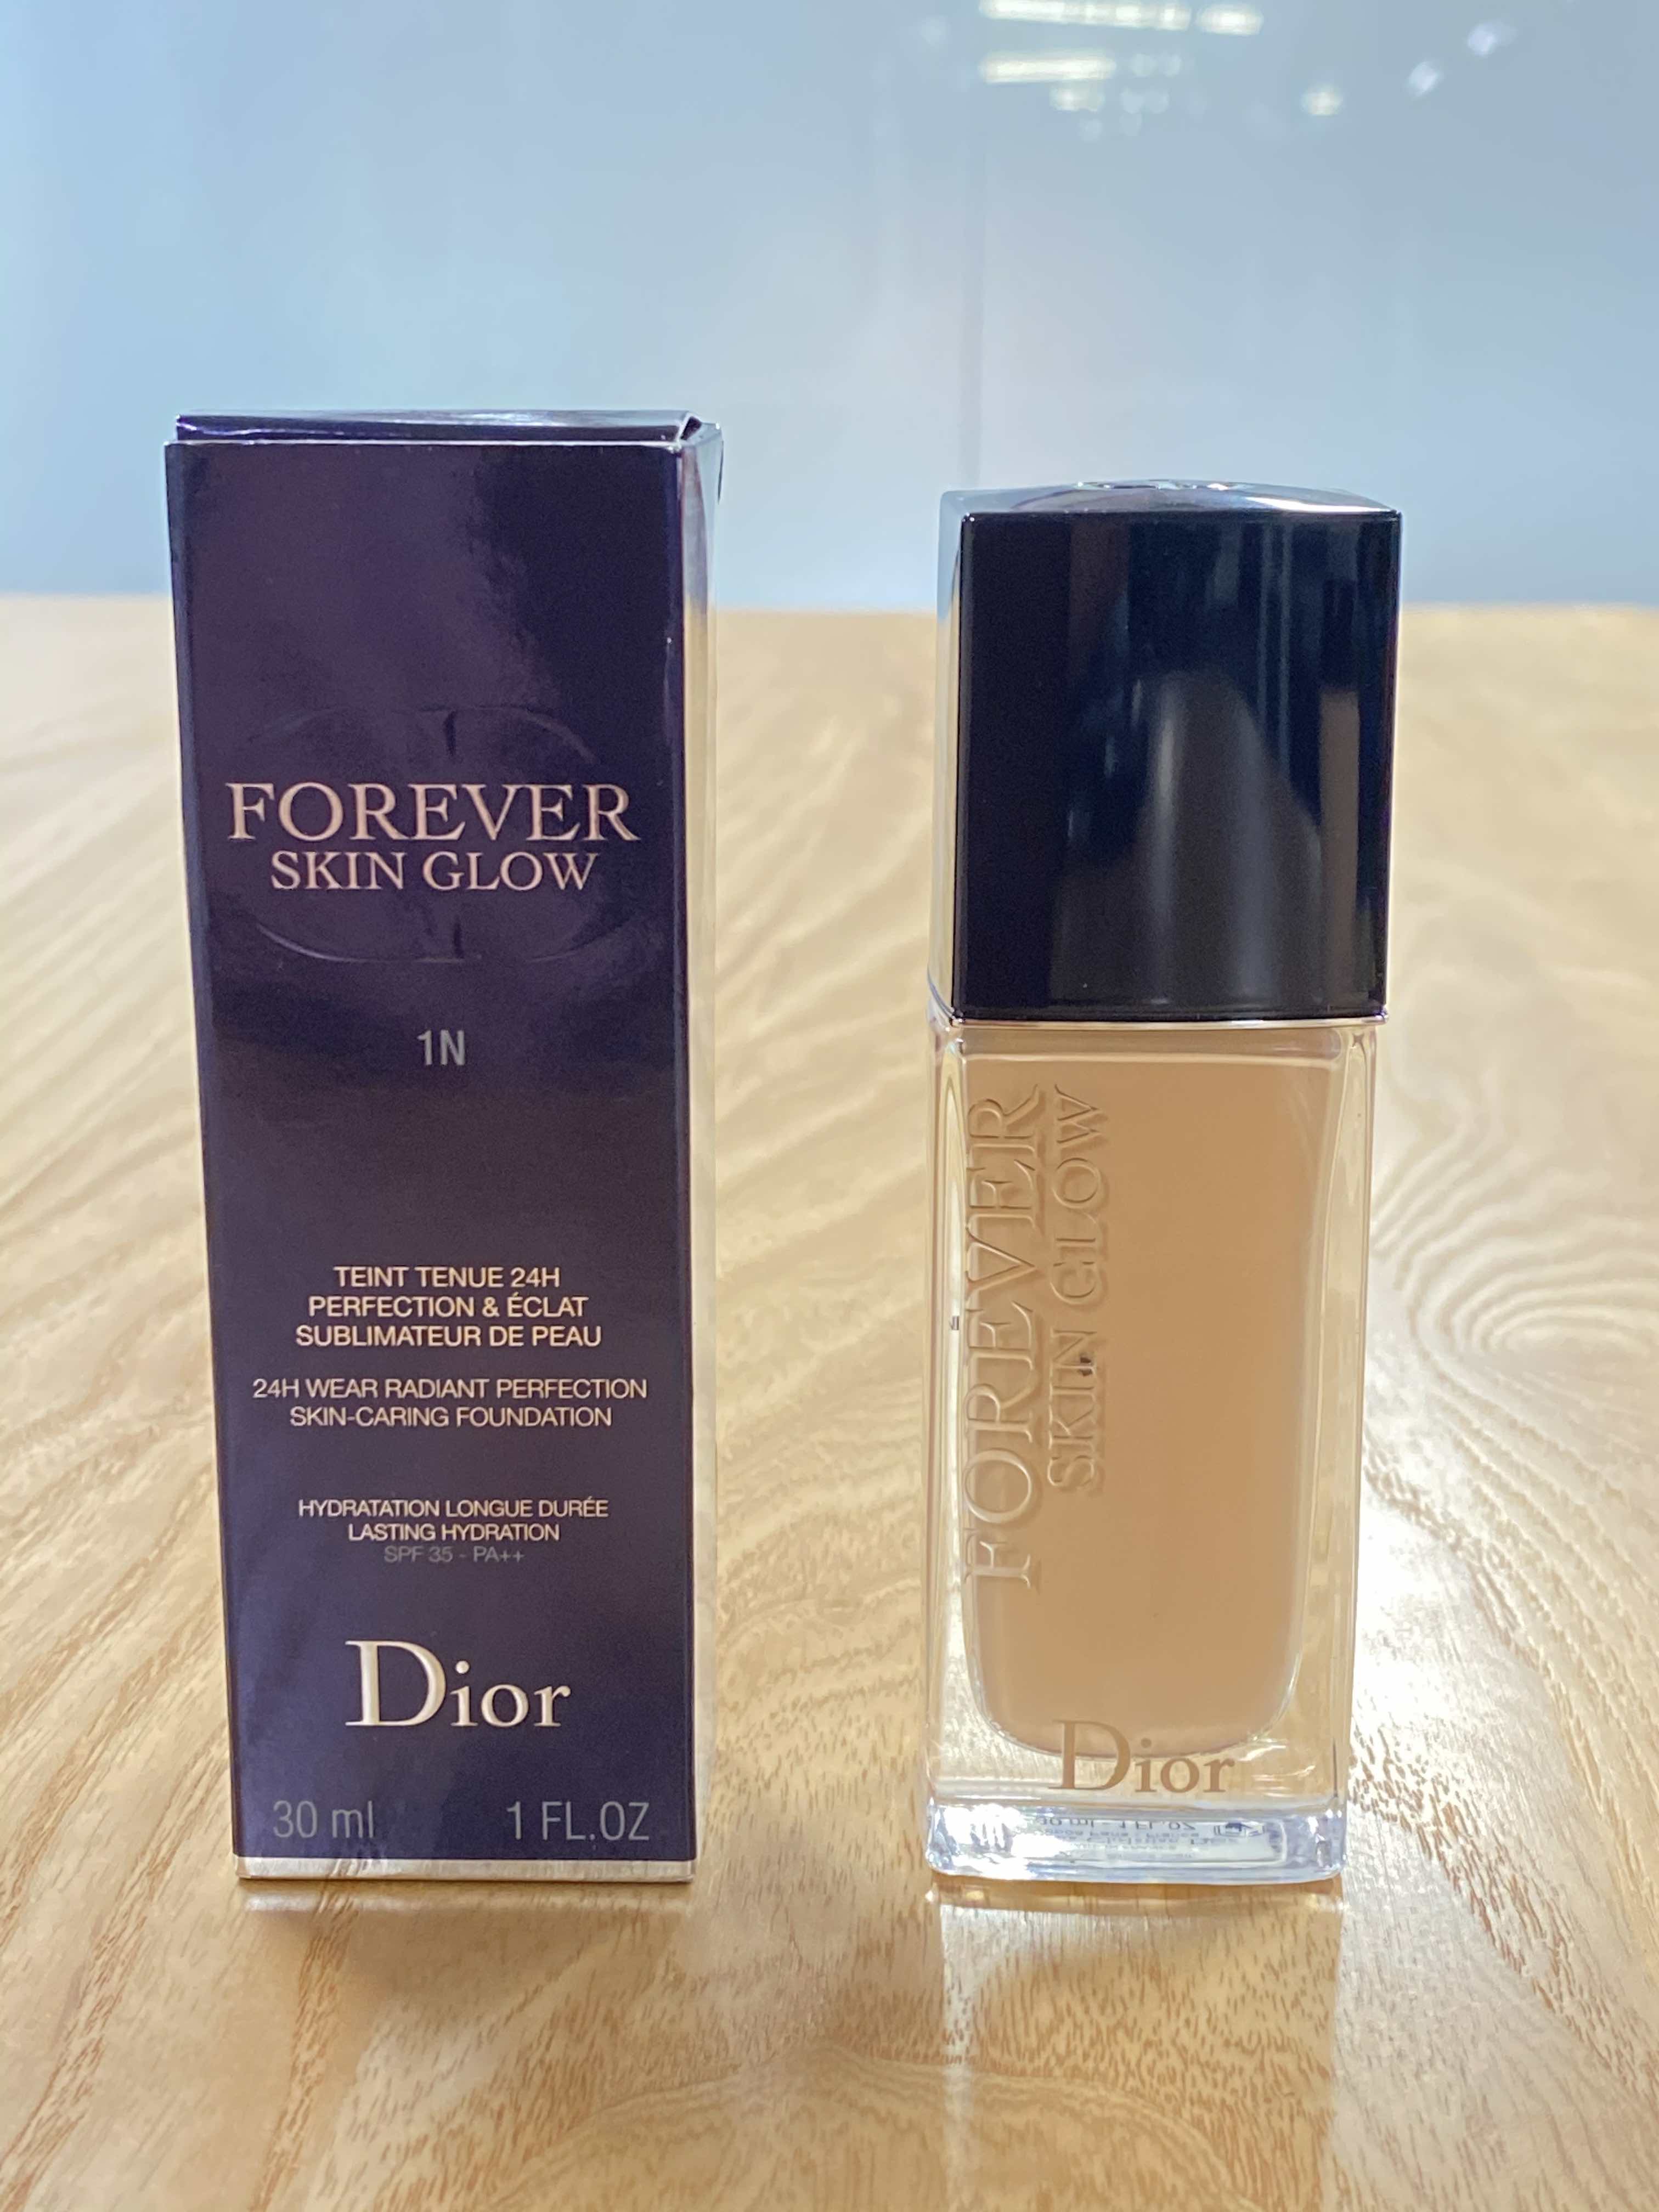 FOREVER
SKIN GLOW
1N
TEINT TENUE 24H
PERFECTION & ÉCLAT
SUBLIMATEUR DE PEAU
24H WEAR RADIANT PERFECTION
SKIN-CARING FOUNDATION
HYDRATATION LONGUE DURÉE
LASTING HYDRATION
SPF 35 - PA++
Dior
30 ml 1 FL.OZ
FOREVER
SKIN GLOW
Dior